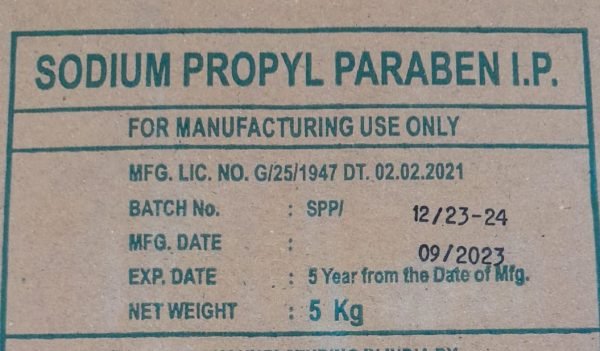 SODIUM PROPYL PARABEN I.P.
FOR MANUFACTURING USE ONLY
MFG. LIC. NO. G/25/1947 DT. 02.02.2021
BATCH No. : SPP/ 12/23-24
MFG. DATE : 09/2023
EXP. DATE : 5 Year from the Date of Mfg.
NET WEIGHT : 5 Kg